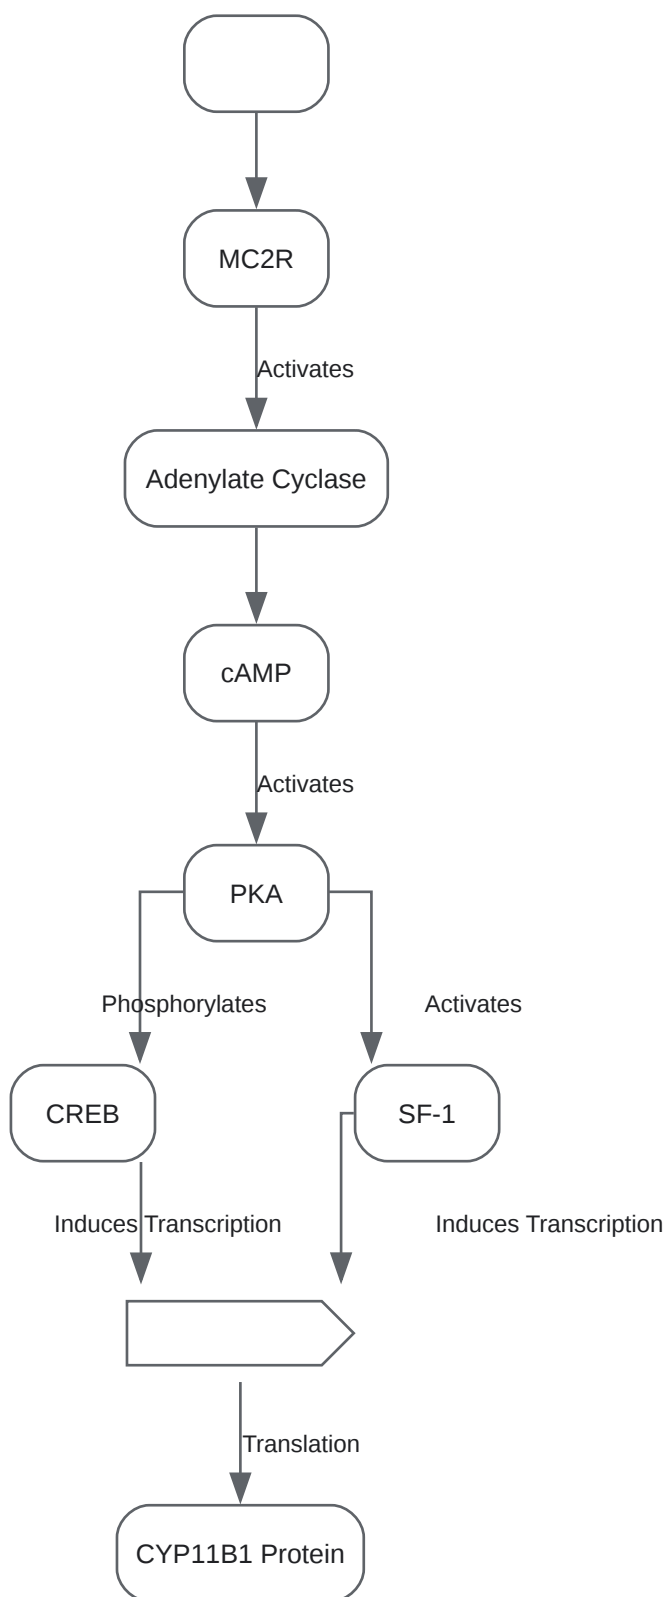 MC2R
Activates
Adenylate Cyclase
cAMP
Activates
PKA
Phosphorylates
Activates
CREB
SF-1
Induces Transcription
Induces Transcription
Translation
CYP11B1 Protein